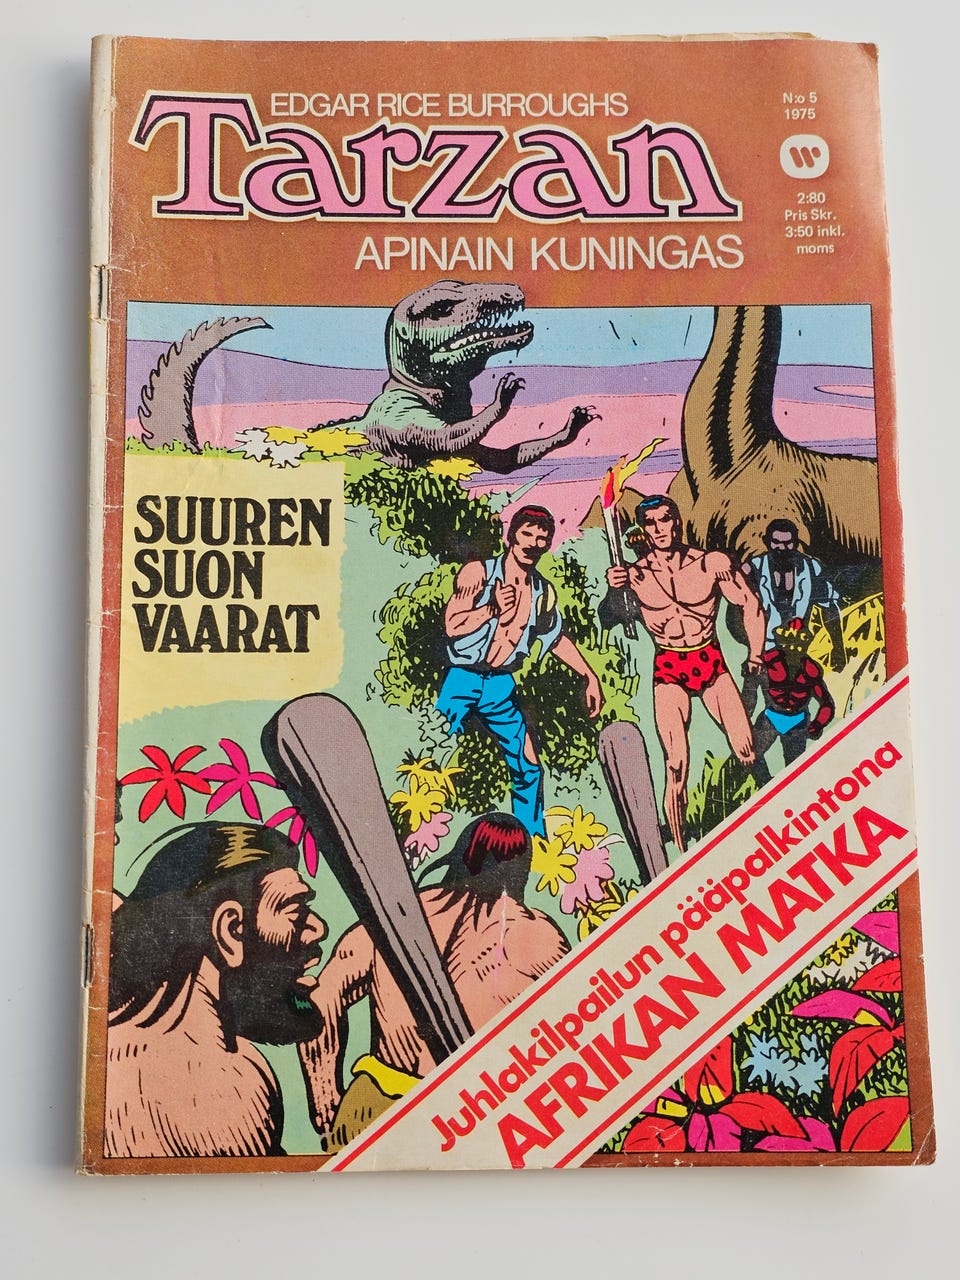 EDGAR RICE BURROUGHS
Tarzan
APINAIN KUNINGAS
N:o 5
1975
2:80
Pris Skr.
3:50 inkl.
moms
SUUREN
SUON
VAARAT
Juhlakilpailun pääpalkintona
AFRIKAN MATKA